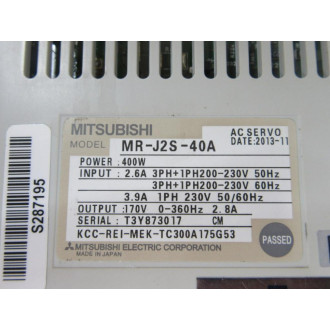 MITSUBISHI
AC SERVO
MODEL MR-J2S-40A
DATE:2013-11
POWER: 400W
INPUT : 2.6A 3PH+1PH200-230V 50Hz
3PH+1PH200-230V 60Hz
3.9A 1PH 230V 50/60Hz
OUTPUT: 170V 0-360Hz 2.8A
SERIAL : T3Y873017 CM
KCC-REI-MEK-TC300A175G53
MITSUBISHI ELECTRIC CORPORATION
MADE IN JAPAN
PASSED
S287195